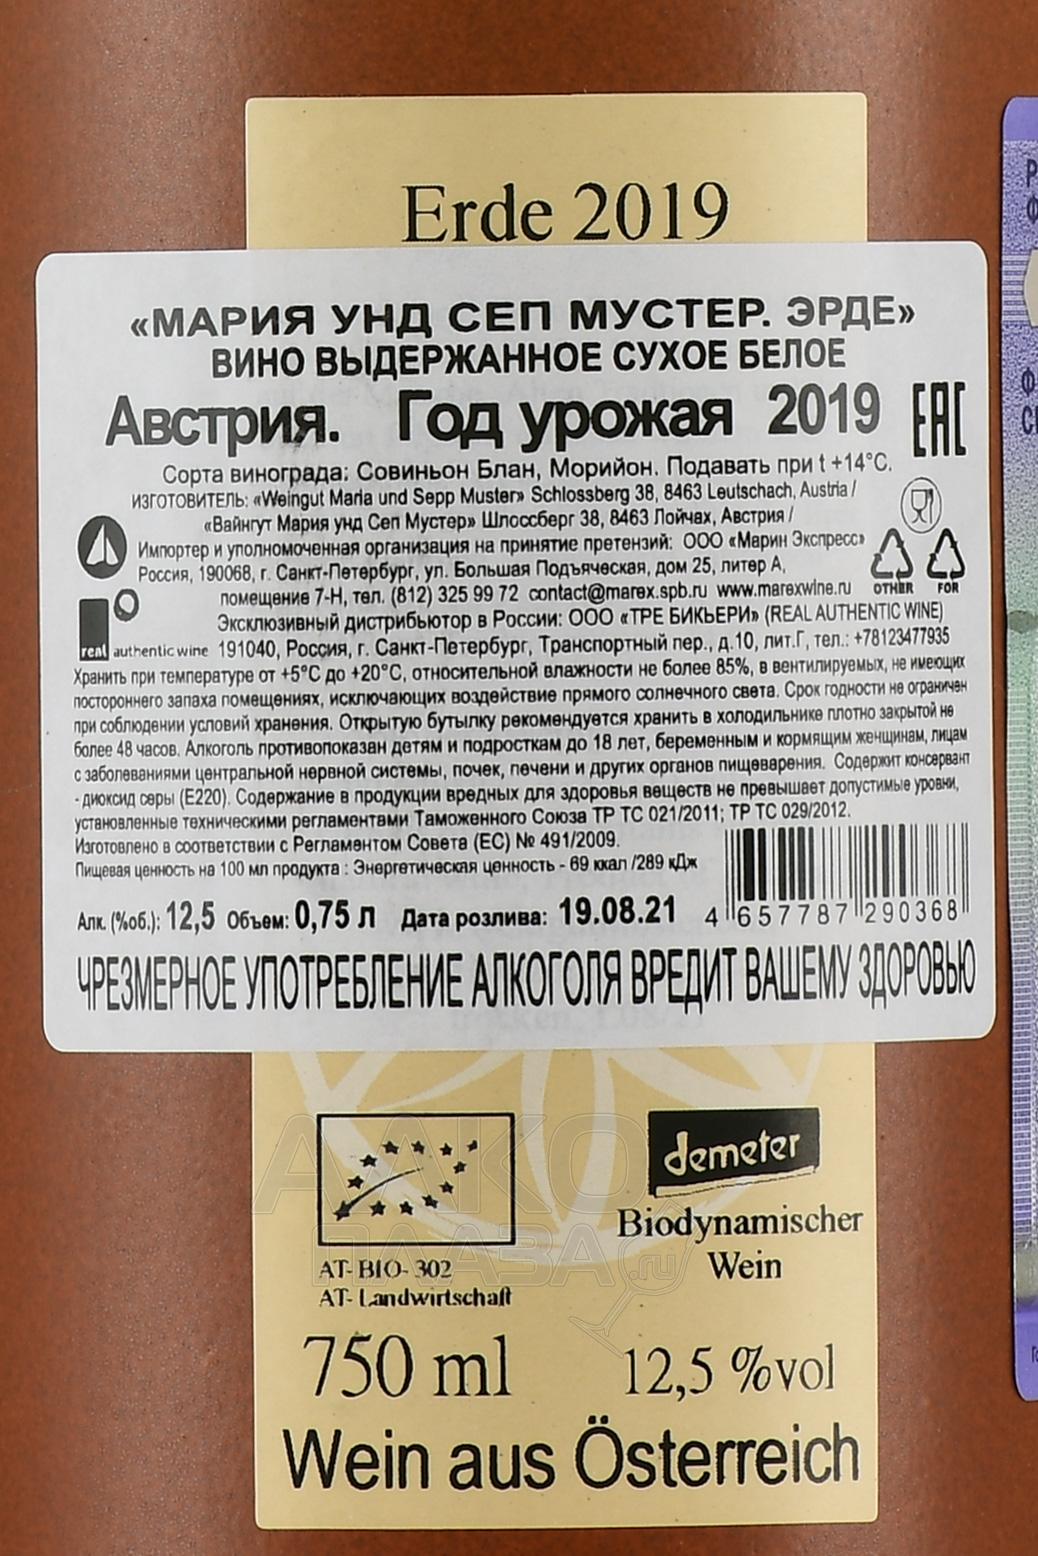 Erde 2019
«МАРИЯ УНД СЕП МУСТЕР. ЭРДЕ»
ВИНО ВЫДЕРЖАННОЕ СУХОЕ БЕЛОЕ
Австрия. Год урожая 2019 EAC
Сорта винограда: Совиньон Блан, Морийон. Подавать при t +14°C.
ИЗГОТОВИТЕЛЬ: «Weingut Maria und Sepp Muster» Schlossberg 38, 8463 Leutschach, Austria /
«Вайнгут Мария унд Сеп Мустер» Шлоссберг 38, 8463 Лойчах, Австрия /
Импортер и уполномоченная организация на принятие претензий: ООО «Марин Экспресс»
Россия, 190068, г. Санкт-Петербург, ул. Большая Подъяческая, дом 25, литер А,
OTHER FOR
помещение 7-Н, тел. (812) 325 99 72 contact@marex.spb.ru www.marexwine.ru
Эксклюзивный дистрибьютор в России: ООО «ТРЕ БИКЬЕРИ» (REAL AUTHENTIC WINE)
real authentic wine 191040, Россия, г. Санкт-Петербург, Транспортный пер., д.10, лит.Г, тел.: +78123477935
Хранить при температуре от +5°С до +20°С, относительной влажности не более 85%, в вентилируемых, не имеющих
постороннего запаха помещениях, исключающих воздействие прямого солнечного света. Срок годности не ограничен
при соблюдении условий хранения. Открытую бутылку рекомендуется хранить в холодильнике плотно закрытой не
более 48 часов. Алкоголь противопоказан детям и подросткам до 18 лет, беременным и кормящим женщинам, лицам
с заболеваниями центральной нервной системы, почек, печени и других органов пищеварения. Содержит консервант
- диоксид серы (Е220). Содержание в продукции вредных для здоровья веществ не превышает допустимые уровни,
установленные техническими регламентами Таможенного Союза ТР ТС 021/2011; ТР ТС 029/2012.
Изготовлено в соответствии с Регламентом Совета (ЕС) № 491/2009.
Пищевая ценность на 100 мл продукта : Энергетическая ценность - 69 ккал /289 кДж
Алк. (%об.): 12,5 Объем: 0,75 л Дата розлива: 19.08.21 4 657787 290368
ЧРЕЗМЕРНОЕ УПОТРЕБЛЕНИЕ АЛКОГОЛЯ ВРЕДИТ ВАШЕМУ ЗДОРОВЬЮ
demeter
Biodynamischer
Wein
АЛКО
ПЛАЗА.ru
AT- BIO- 302
AT- Landwirtschaft
750 ml 12,5 %vol
Wein aus Österreich